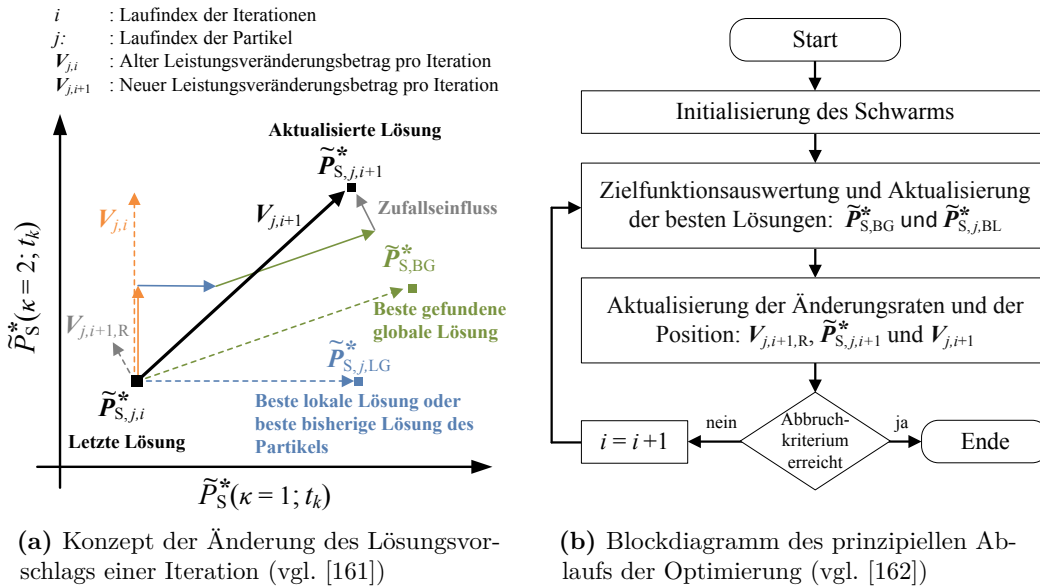 i : Laufindex der Iterationen
j: : Laufindex der Partikel
V_{j,i} : Alter Leistungsveränderungsbetrag pro Iteration
V_{j,i+1} : Neuer Leistungsveränderungsbetrag pro Iteration
Aktualisierte Lösung
P̃*_{S,j,i+1}
V_{j,i}
V_{j,i+1}
Zufallseinfluss
P̃*_{S,BG}
Beste gefundene
globale Lösung
V_{j,i+1,R}
P̃*_{S,j,LG}
P̃*_{S,j,i}
Beste lokale Lösung oder
beste bisherige Lösung des
Partikels
Letzte Lösung
P̃*_S(κ = 2; t_k)
P̃*_S(κ = 1; t_k)
(a) Konzept der Änderung des Lösungsvor-
schlags einer Iteration (vgl. [161])
Start
Initialisierung des Schwarms
Zielfunktionsauswertung und Aktualisierung
der besten Lösungen: P̃*_{S,BG} und P̃*_{S,j,BL}
Aktualisierung der Änderungsraten und der
Position: V_{j,i+1,R}, P̃*_{S,j,i+1} und V_{j,i+1}
i = i+1
nein
Abbruch-
kriterium
erreicht
ja
Ende
(b) Blockdiagramm des prinzipiellen Ab-
laufs der Optimierung (vgl. [162])